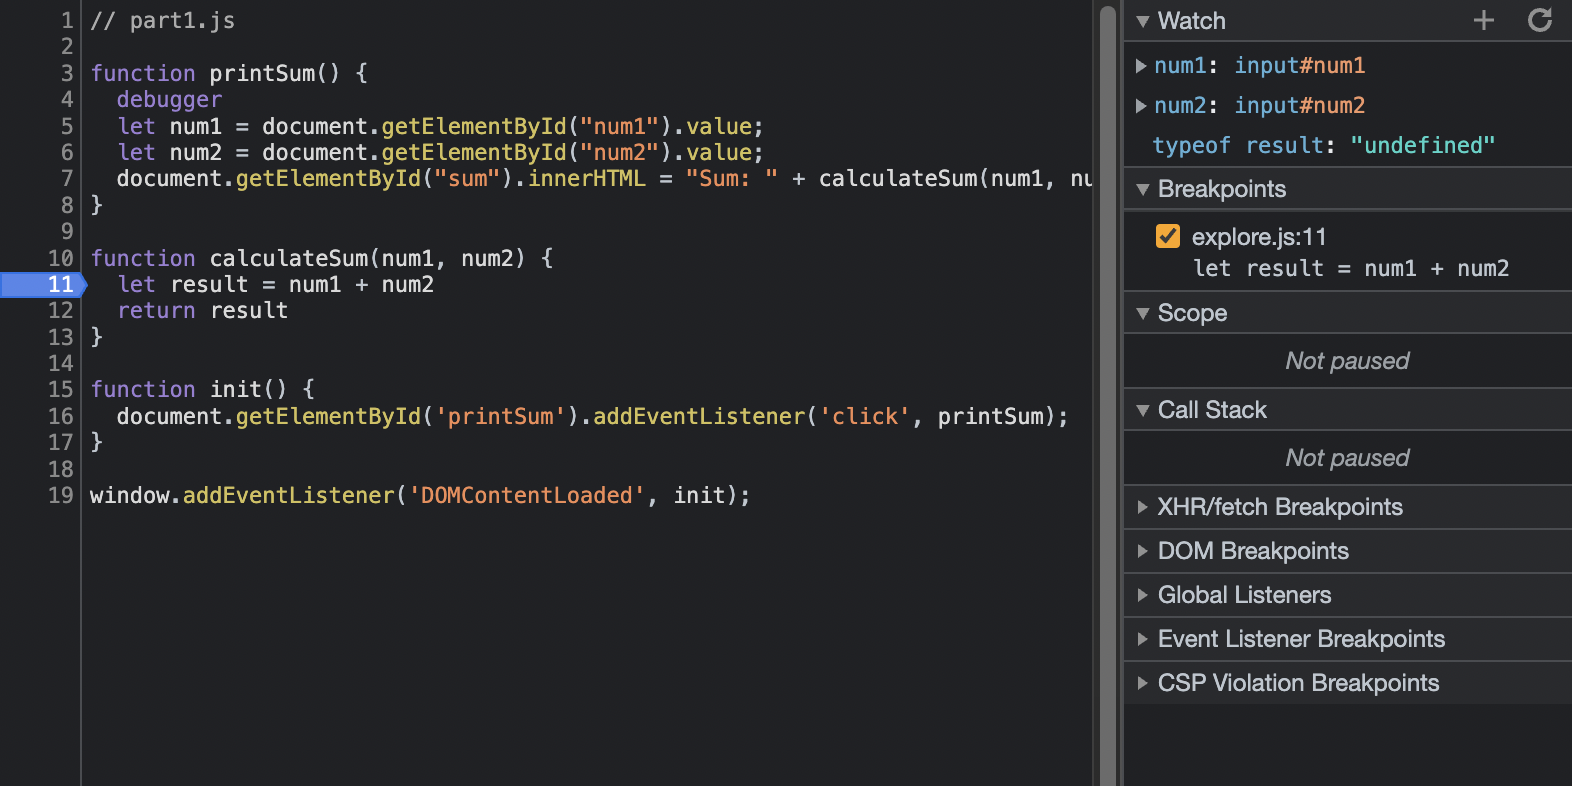 1 // part1.js
2
3 function printSum() {
4   debugger
5   let num1 = document.getElementById("num1").value;
6   let num2 = document.getElementById("num2").value;
7   document.getElementById("sum").innerHTML = "Sum: " + calculateSum(num1, nu
8 }
9
10 function calculateSum(num1, num2) {
11   let result = num1 + num2
12   return result
13 }
14
15 function init() {
16   document.getElementById('printSum').addEventListener('click', printSum);
17 }
18
19 window.addEventListener('DOMContentLoaded', init);
Watch
num1: input#num1
num2: input#num2
typeof result: "undefined"
Breakpoints
explore.js:11
let result = num1 + num2
Scope
Not paused
Call Stack
Not paused
XHR/fetch Breakpoints
DOM Breakpoints
Global Listeners
Event Listener Breakpoints
CSP Violation Breakpoints